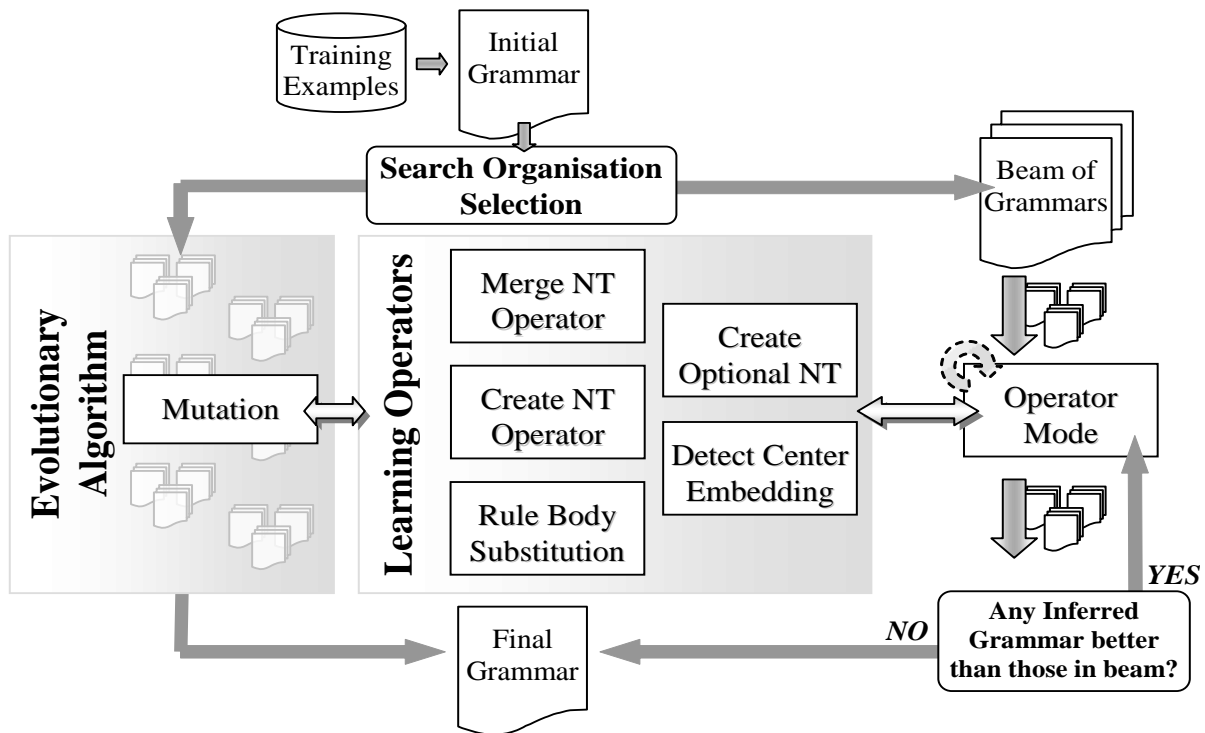 Training
Examples
Initial
Grammar
Search Organisation
Selection
Beam of
Grammars
Evolutionary
Algorithm
Mutation
Learning Operators
Merge NT
Operator
Create NT
Operator
Rule Body
Substitution
Create
Optional NT
Detect Center
Embedding
Operator
Mode
YES
Any Inferred
Grammar better
than those in beam?
NO
Final
Grammar